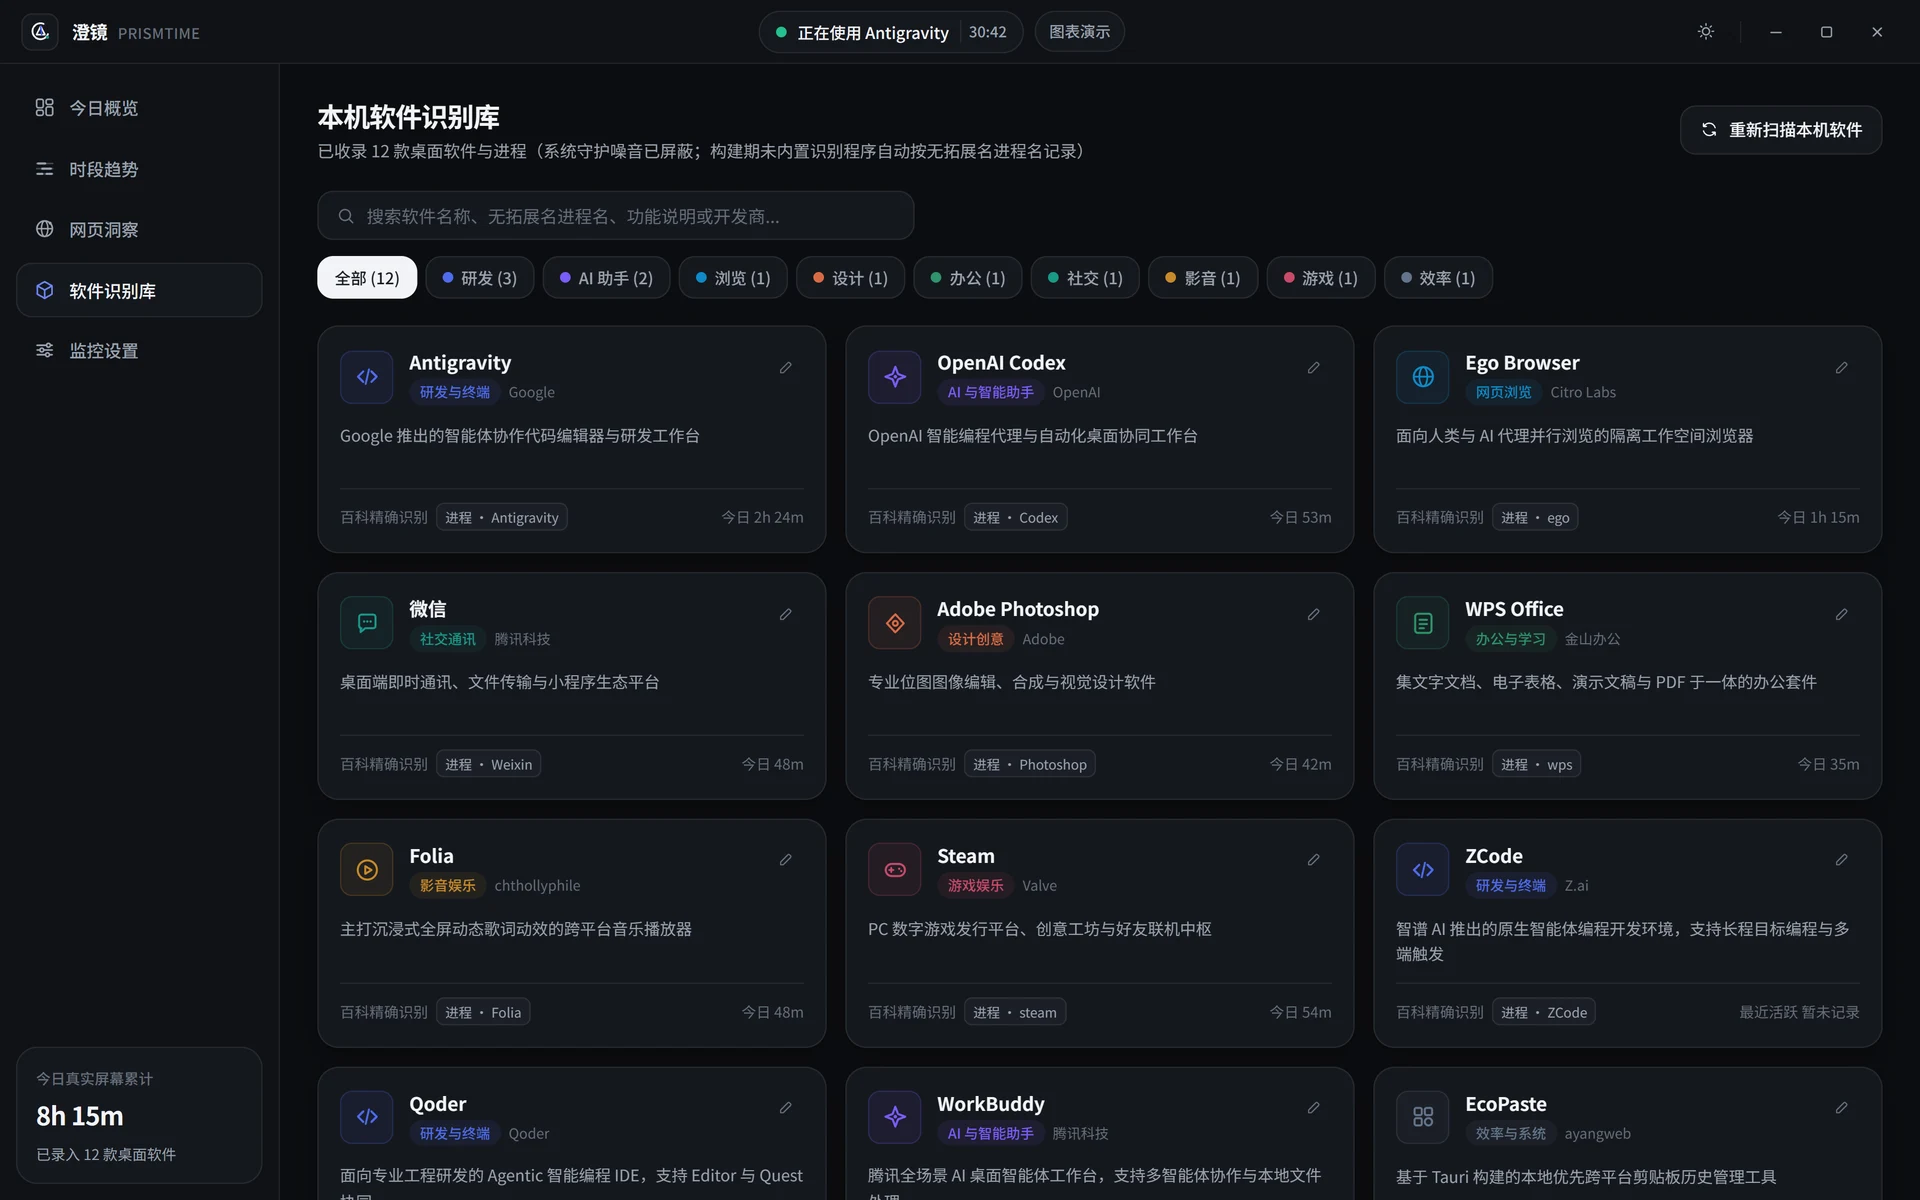 澄镜 PRISMTIME
正在使用 Antigravity 30:42
图表演示
今日概览
时段趋势
网页洞察
软件识别库
监控设置
今日真实屏幕累计
8h 15m
已录入 12 款桌面软件
本机软件识别库
已收录 12 款桌面软件与进程（系统守护噪音已屏蔽；构建期未内置识别程序自动按无拓展名进程名记录）
重新扫描本机软件
搜索软件名称、无拓展名进程名、功能说明或开发商...
全部 (12) 研发 (3) AI 助手 (2) 浏览 (1) 设计 (1) 办公 (1) 社交 (1) 影音 (1) 游戏 (1) 效率 (1)
Antigravity
研发与终端 Google
Google 推出的智能体协作代码编辑器与研发工作台
百科精确识别 进程 · Antigravity 今日 2h 24m
OpenAI Codex
AI 与智能助手 OpenAI
OpenAI 智能编程代理与自动化桌面协同工作台
百科精确识别 进程 · Codex 今日 53m
Ego Browser
网页浏览 Citro Labs
面向人类与 AI 代理并行浏览的隔离工作空间浏览器
百科精确识别 进程 · ego 今日 1h 15m
微信
社交通讯 腾讯科技
桌面端即时通讯、文件传输与小程序生态平台
百科精确识别 进程 · Weixin 今日 48m
Adobe Photoshop
设计创意 Adobe
专业位图图像编辑、合成与视觉设计软件
百科精确识别 进程 · Photoshop 今日 42m
WPS Office
办公与学习 金山办公
集文字文档、电子表格、演示文稿与 PDF 于一体的办公套件
百科精确识别 进程 · wps 今日 35m
Folia
影音娱乐 chthollyphile
主打沉浸式全屏动态歌词动效的跨平台音乐播放器
百科精确识别 进程 · Folia 今日 48m
Steam
游戏娱乐 Valve
PC 数字游戏发行平台、创意工坊与好友联机中枢
百科精确识别 进程 · steam 今日 54m
ZCode
研发与终端 Z.ai
智谱 AI 推出的原生智能体编程开发环境，支持长程目标编程与多
端触发
百科精确识别 进程 · ZCode 最近活跃 暂未记录
Qoder
研发与终端 Qoder
面向专业工程研发的 Agentic 智能编程 IDE，支持 Editor 与 Quest
WorkBuddy
AI 与智能助手 腾讯科技
腾讯全场景 AI 桌面智能体工作台，支持多智能体协作与本地文件
EcoPaste
效率与系统 ayangweb
基于 Tauri 构建的本地优先跨平台剪贴板历史管理工具